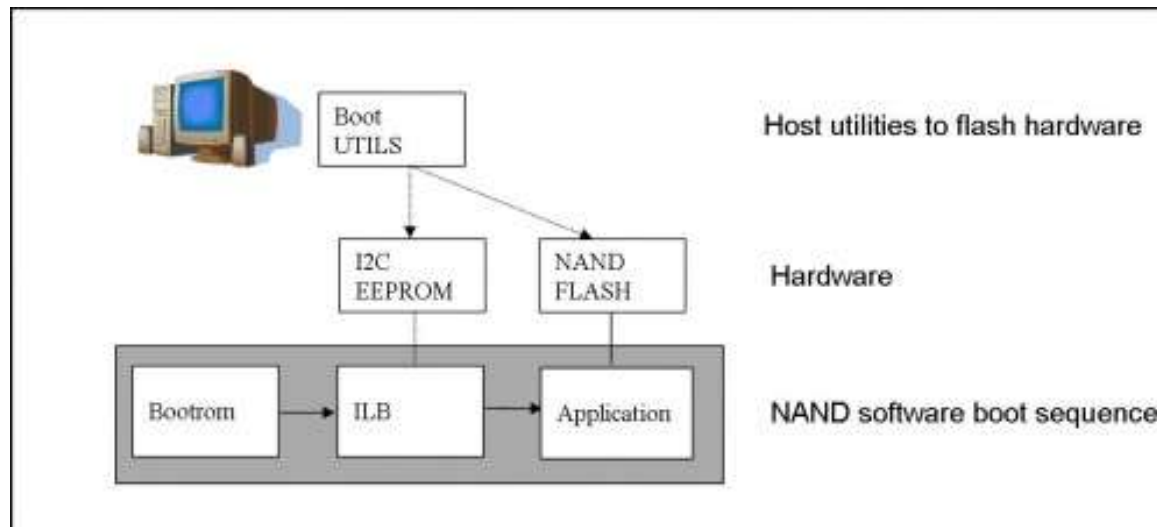 Boot
UTILS
Host utilities to flash hardware
I2C
EEPROM
NAND
FLASH
Hardware
Bootrom
ILB
Application
NAND software boot sequence